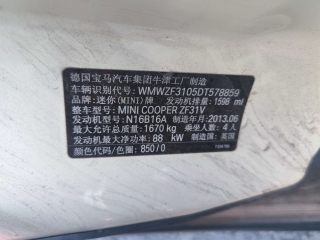 德国宝马汽车集团牛津工厂制造
车辆识别代号: WMWZF3105DT578859
品牌: 迷你(MINI)牌 发动机排量: 1598 ml
整车型号: MINI COOPER ZF31V
发动机型号: N16B16A 制造年月: 2013.06
最大允许总质量: 1670 kg 乘坐人数: 4 人
发动机最大净功率: 88 kW 制造国: 英国
颜色代码/色圈: 850/0